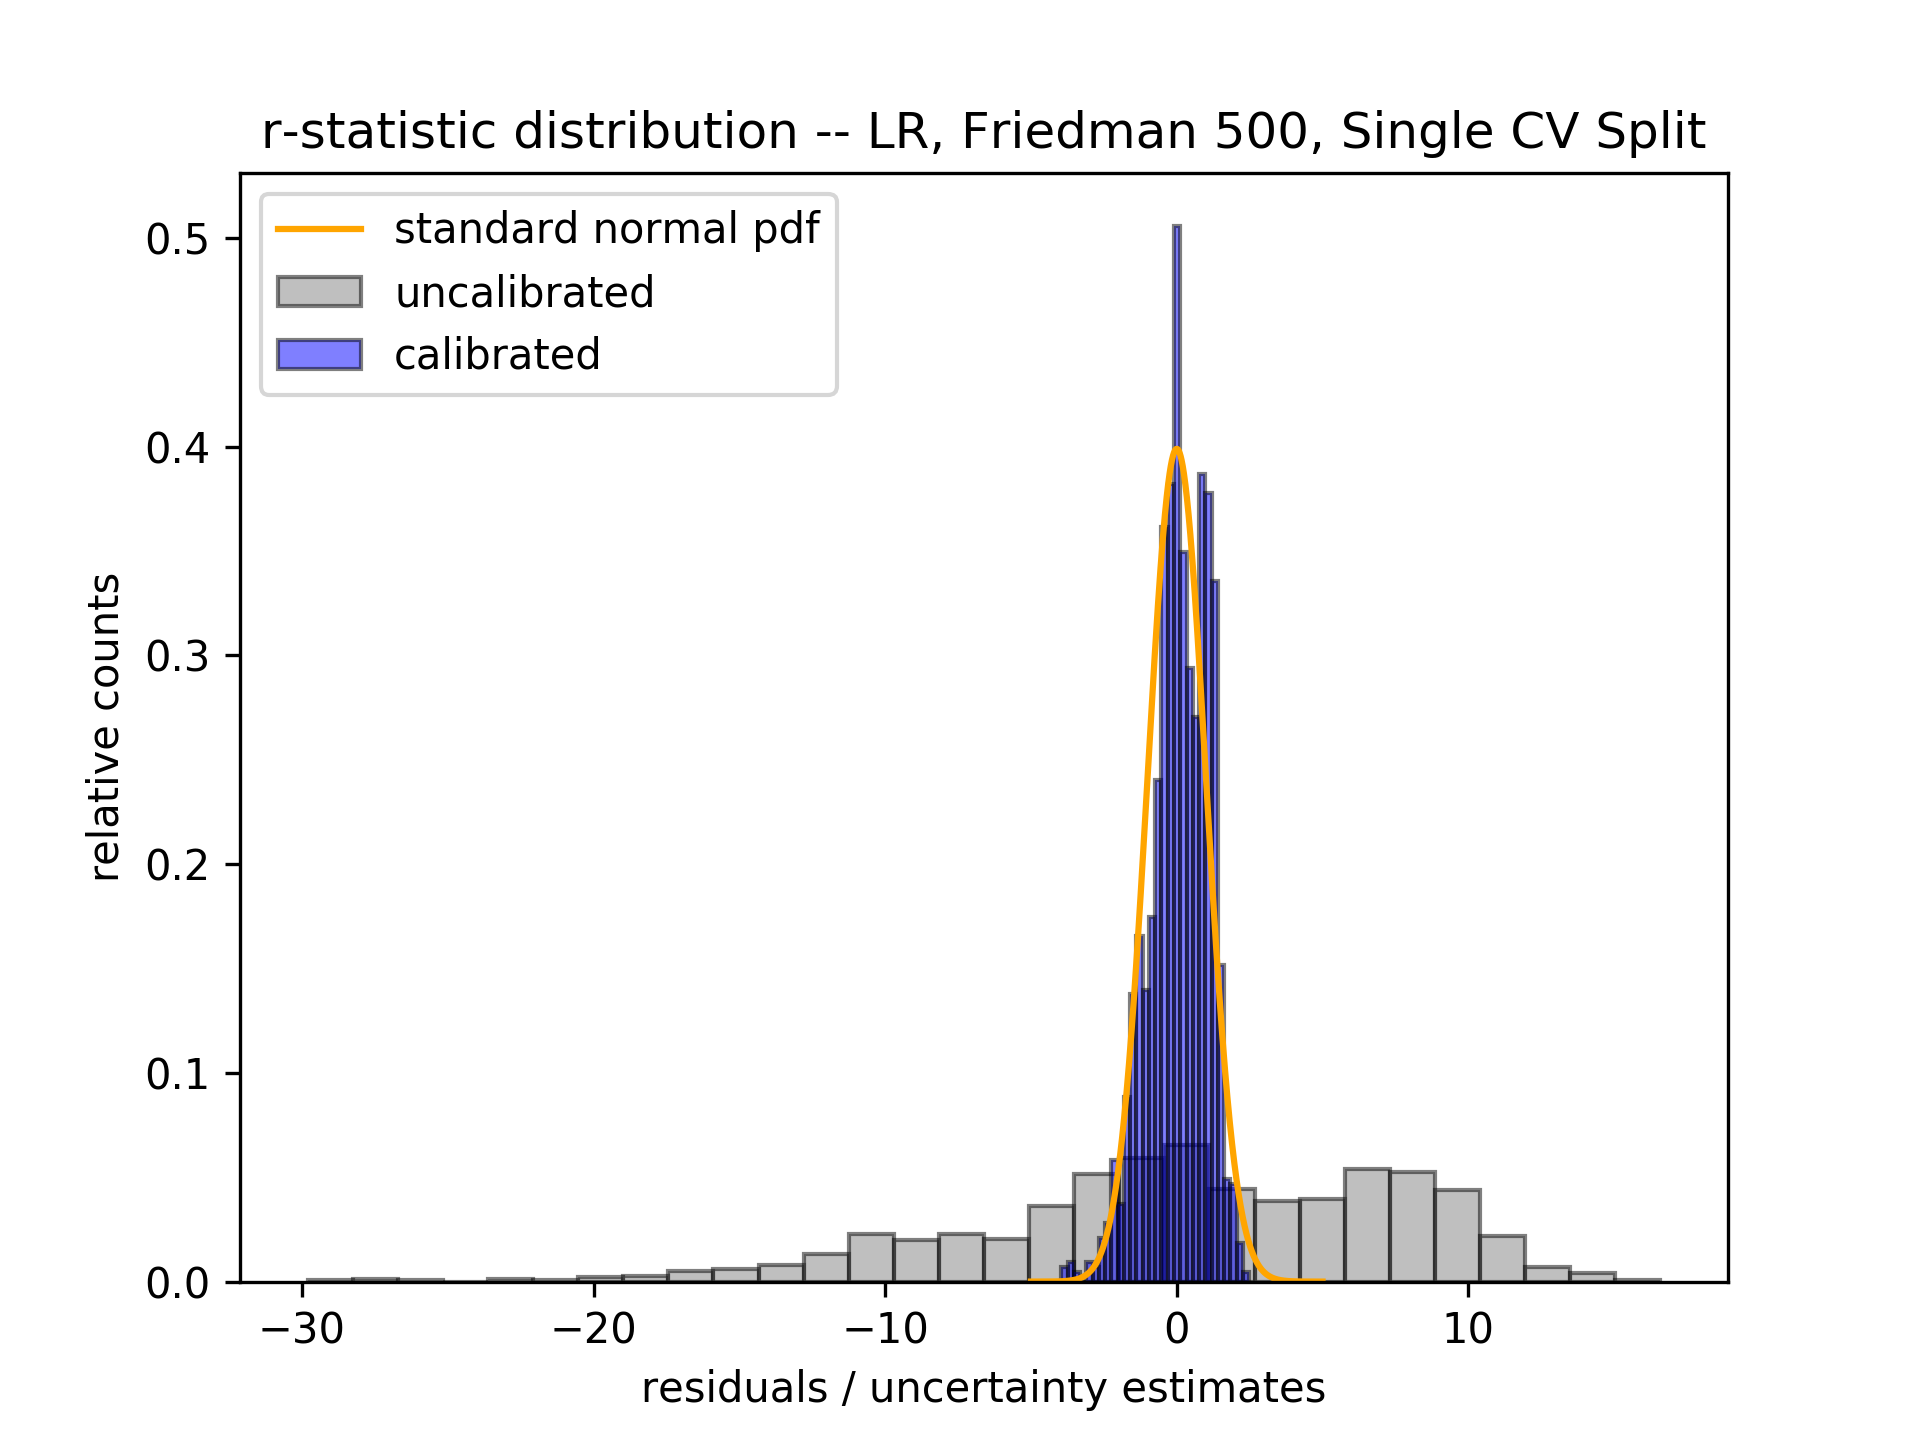 r-statistic distribution -- LR, Friedman 500, Single CV Split
standard normal pdf
uncalibrated
calibrated
0.5
0.4
0.3
0.2
0.1
0.0
relative counts
−30 −20 −10 0 10
residuals / uncertainty estimates